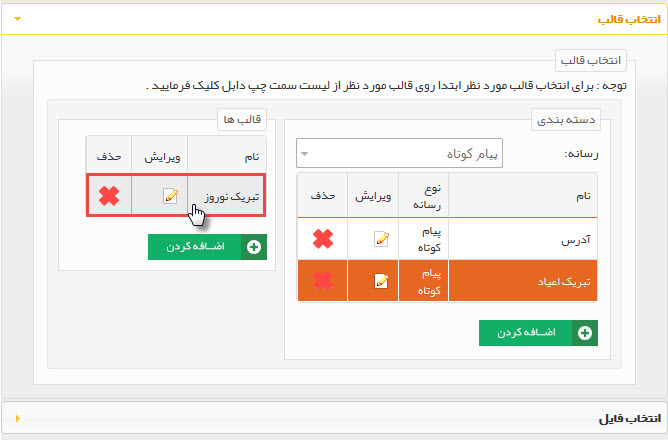 انتخاب قالب
انتخاب قالب
توجه : برای انتخاب قالب مورد نظر ابتدا روی قالب مورد نظر از لیست سمت چپ دابل کلیک فرمایید .
دسته بندی
رسانه: پیام کوتاه
نام نوع رسانه ویرایش حذف
آدرس پیام کوتاه
تبریک اعیاد پیام کوتاه
اضـافه کردن
قالب ها
نام ویرایش حذف
تبریک نوروز
اضـافه کردن
انتخاب فایل